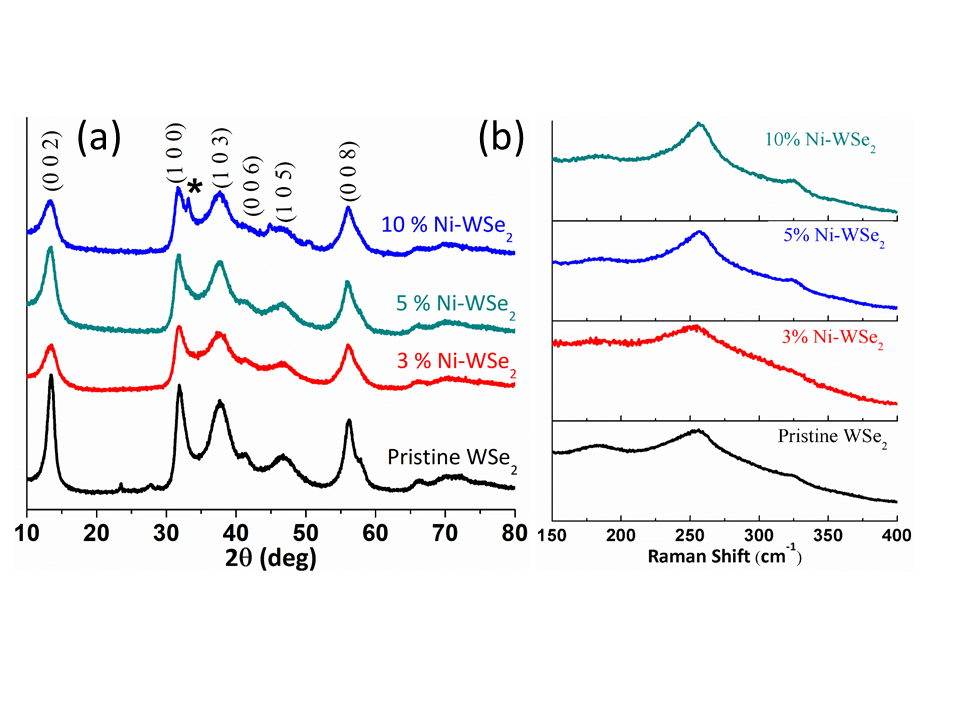 (a)
(0 0 2)
(1 0 0)
*
(1 0 3)
(0 0 6)
(1 0 5)
(0 0 8)
10 % Ni-WSe₂
5 % Ni-WSe₂
3 % Ni-WSe₂
Pristine WSe₂
10 20 30 40 50 60 70 80
2θ (deg)
(b)
10% Ni-WSe₂
5% Ni-WSe₂
3% Ni-WSe₂
Pristine WSe₂
150 200 250 300 350 400
Raman Shift (cm⁻¹)